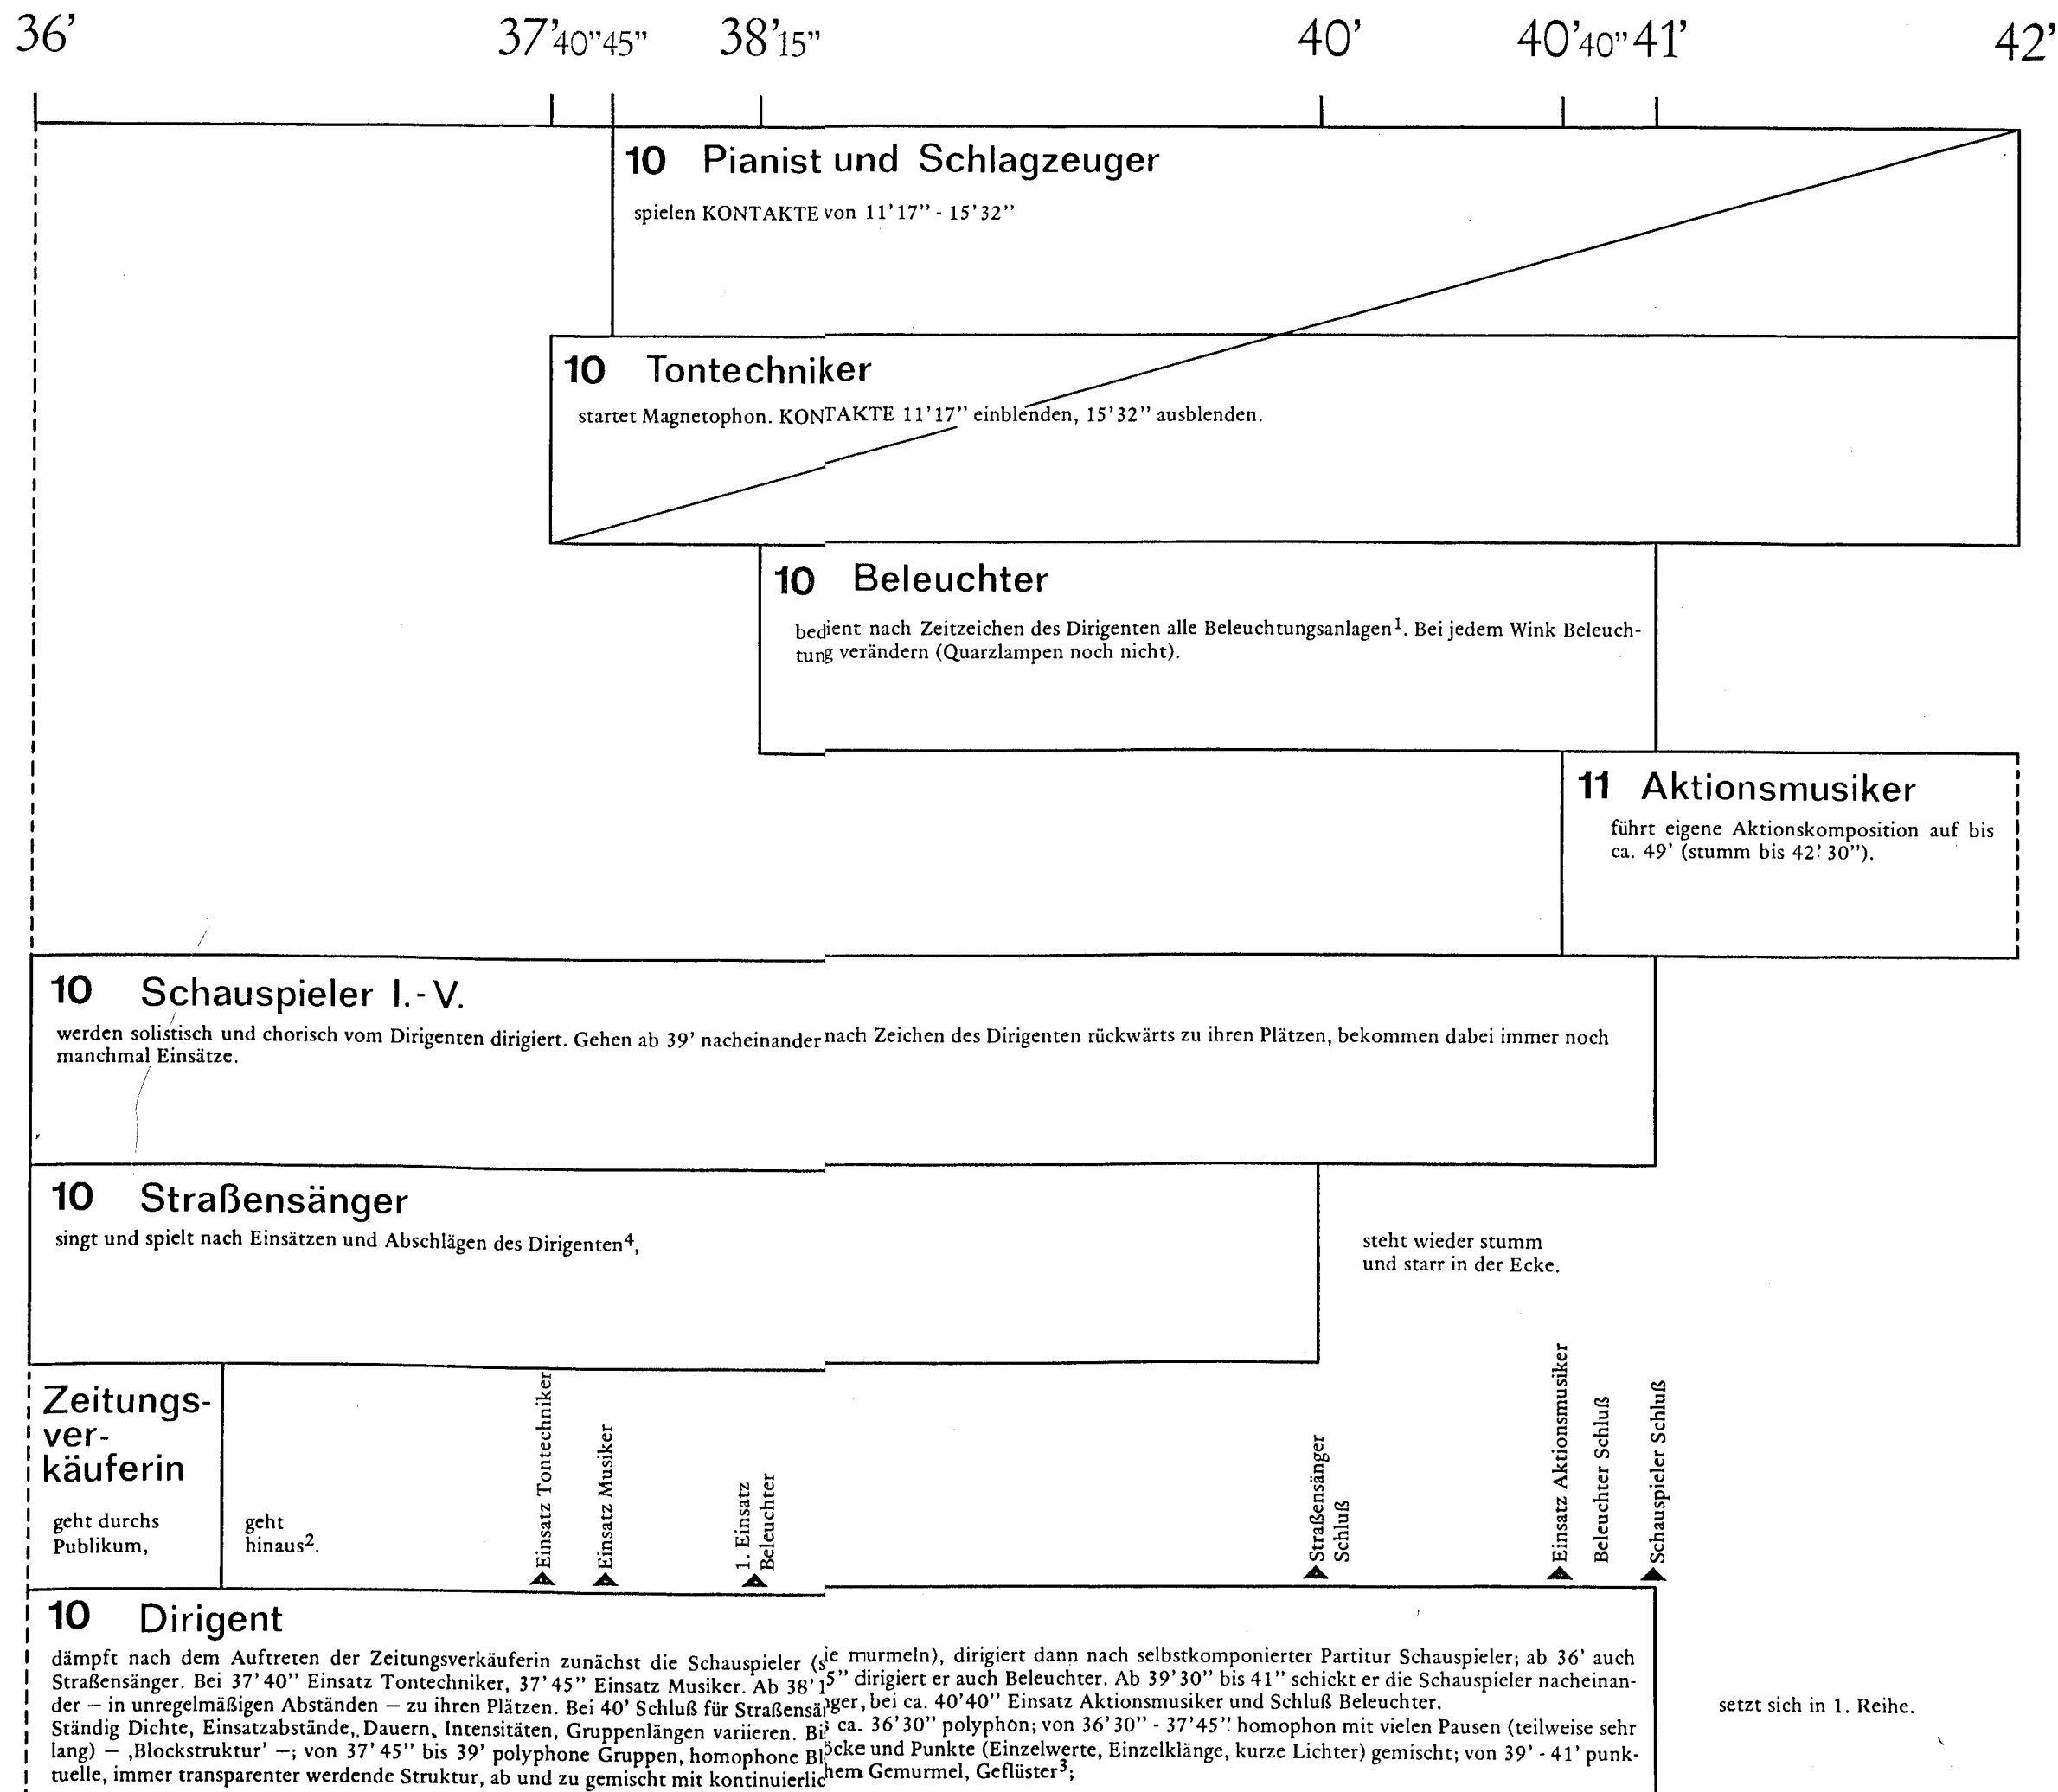 36’ 37’40”45” 38’15” 40’ 40’40”41’ 42’
10 Pianist und Schlagzeuger
spielen KONTAKTE von 11’17” - 15’32”
10 Tontechniker
startet Magnetophon. KONTAKTE 11’17” einblenden, 15’32” ausblenden.
10 Beleuchter
bedient nach Zeitzeichen des Dirigenten alle Beleuchtungsanlagen¹. Bei jedem Wink Beleuch-
tung verändern (Quarzlampen noch nicht).
11 Aktionsmusiker
führt eigene Aktionskomposition auf bis
ca. 49’ (stumm bis 42’30”).
10 Schauspieler I.-V.
werden solistisch und chorisch vom Dirigenten dirigiert. Gehen ab 39’ nacheinander nach Zeichen des Dirigenten rückwärts zu ihren Plätzen, bekommen dabei immer noch
manchmal Einsätze.
10 Straßensänger
singt und spielt nach Einsätzen und Abschlägen des Dirigenten⁴,
steht wieder stumm
und starr in der Ecke.
Zeitungs-
ver-
käuferin
geht durchs
Publikum,
geht
hinaus².
Einsatz Tontechniker
Einsatz Musiker
1. Einsatz
Beleuchter
Straßensänger
Schluß
Einsatz Aktionsmusiker
Beleuchter Schluß
Schauspieler Schluß
10 Dirigent
dämpft nach dem Auftreten der Zeitungsverkäuferin zunächst die Schauspieler (sie murmeln), dirigiert dann nach selbstkomponierter Partitur Schauspieler; ab 36’ auch
Straßensänger. Bei 37’40” Einsatz Tontechniker, 37’45” Einsatz Musiker. Ab 38’15” dirigiert er auch Beleuchter. Ab 39’30” bis 41” schickt er die Schauspieler nacheinan-
der — in unregelmäßigen Abständen — zu ihren Plätzen. Bei 40’ Schluß für Straßensänger, bei ca. 40’40” Einsatz Aktionsmusiker und Schluß Beleuchter.
Ständig Dichte, Einsatzabstände, Dauern, Intensitäten, Gruppenlängen variieren. Bis ca. 36’30” polyphon; von 36’30” - 37’45” homophon mit vielen Pausen (teilweise sehr
lang) — ‚Blockstruktur’ —; von 37’45” bis 39’ polyphone Gruppen, homophone Blöcke und Punkte (Einzelwerte, Einzelklänge, kurze Lichter) gemischt; von 39’ - 41’ punk-
tuelle, immer transparenter werdende Struktur, ab und zu gemischt mit kontinuierlichem Gemurmel, Geflüster³;
setzt sich in 1. Reihe.